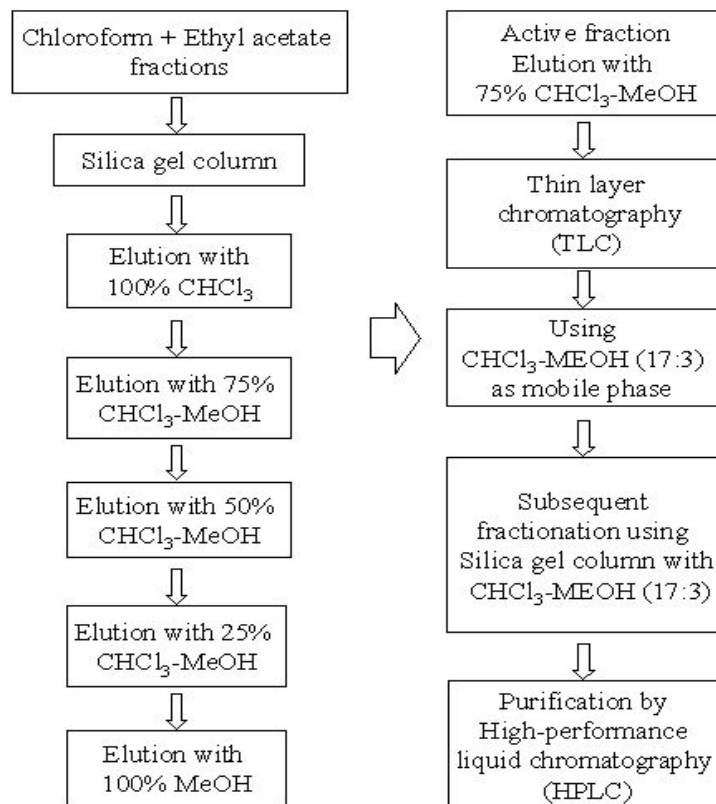 Chloroform + Ethyl acetate
fractions
Silica gel column
Elution with
100% CHCl₃
Elution with 75%
CHCl₃-MeOH
Elution with 50%
CHCl₃-MeOH
Elution with 25%
CHCl₃-MeOH
Elution with
100% MeOH
Active fraction
Elution with
75% CHCl₃-MeOH
Thin layer
chromatography
(TLC)
Using
CHCl₃-MEOH (17:3)
as mobile phase
Subsequent
fractionation using
Silica gel column with
CHCl₃-MEOH (17:3)
Purification by
High-performance
liquid chromatography
(HPLC)